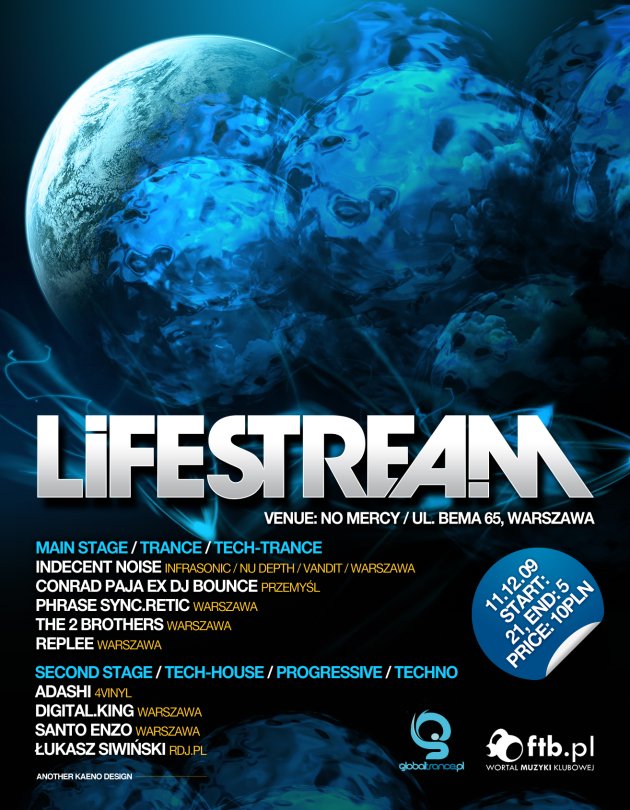 LiFESTREAM
VENUE: NO MERCY / UL. BEMA 65, WARSZAWA
MAIN STAGE / TRANCE / TECH-TRANCE
INDECENT NOISE INFRASONIC / NU DEPTH / VANDIT / WARSZAWA
CONRAD PAJA EX DJ BOUNCE PRZEMYŚL
PHRASE SYNC.RETIC WARSZAWA
THE 2 BROTHERS WARSZAWA
REPLEE WARSZAWA
11.12.09
START:
21, END: 5
PRICE: 10PLN
SECOND STAGE / TECH-HOUSE / PROGRESSIVE / TECHNO
ADASHI 4VINYL
DIGITAL.KING WARSZAWA
SANTO ENZO WARSZAWA
ŁUKASZ SIWIŃSKI RDJ.PL
ANOTHER KAENO DESIGN
globaltrance.pl
ftb.pl
WORTAL MUZYKI KLUBOWEJ